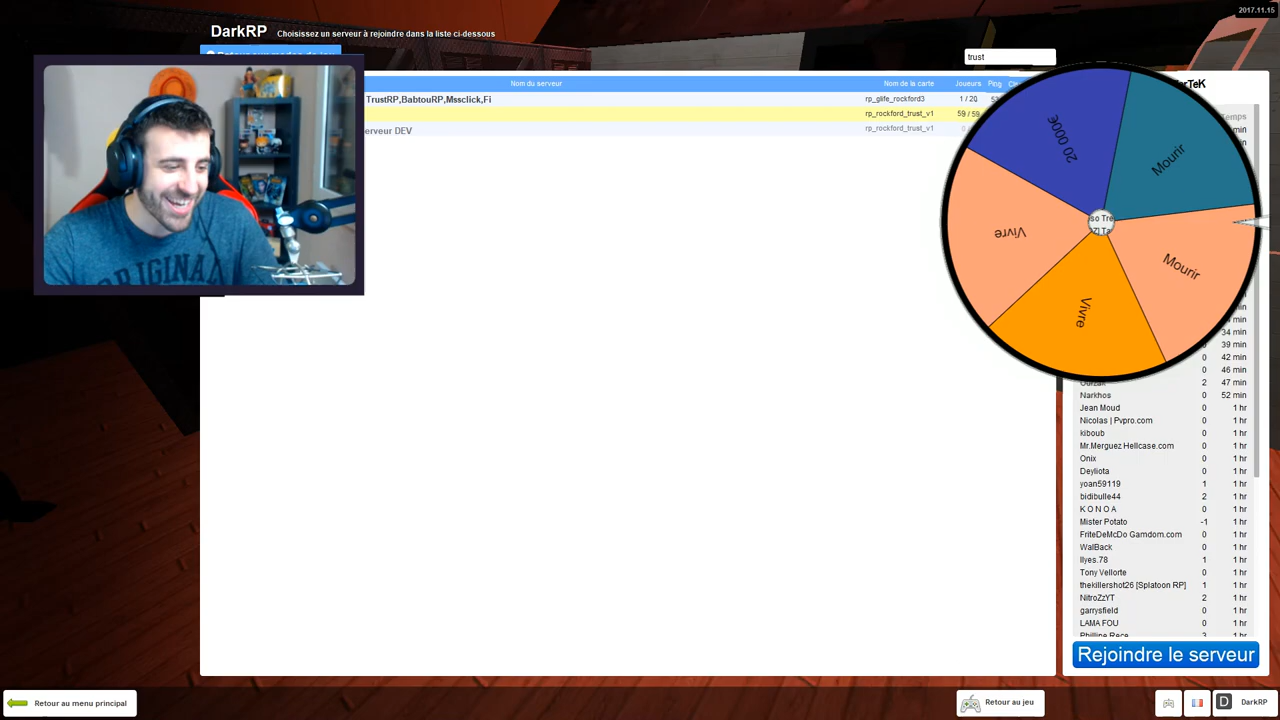 2017.11.15
DarkRP Choisissez un serveur à rejoindre dans la liste ci-dessous
trust
Nom du serveur Nom de la carte Joueurs Ping
TrustRP,BabtouRP,Mssclick,Fi rp_glife_rockford3 1 / 20
rp_rockford_trust_v1 59 / 59
erveur DEV rp_rockford_trust_v1
Temps
20 000€
Mourir
Vivre
Mourir
Vivre
34 min
0 39 min
0 42 min
0 46 min
2 47 min
Narkhos 0 52 min
Jean Moud 0 1 hr
Nicolas | Pvpro.com 0 1 hr
kiboub 0 1 hr
Mr.Merguez Hellcase.com 0 1 hr
Onix 0 1 hr
Deyliota 0 1 hr
yoan59119 1 1 hr
bidibulle44 2 1 hr
K O N O A 0 1 hr
Mister Potato -1 1 hr
FriteDeMcDo Gamdom.com 0 1 hr
WalBack 0 1 hr
Ilyes.78 1 1 hr
Tony Vellorte 0 1 hr
thekillershot26 [Splatoon RP] 1 1 hr
NitroZzYT 2 1 hr
garrysfield 0 1 hr
LAMA FOU 0 1 hr
Phillipe Rece 3 1 hr
Rejoindre le serveur
Retour au menu principal
Retour au jeu
D DarkRP
ORIGINAL